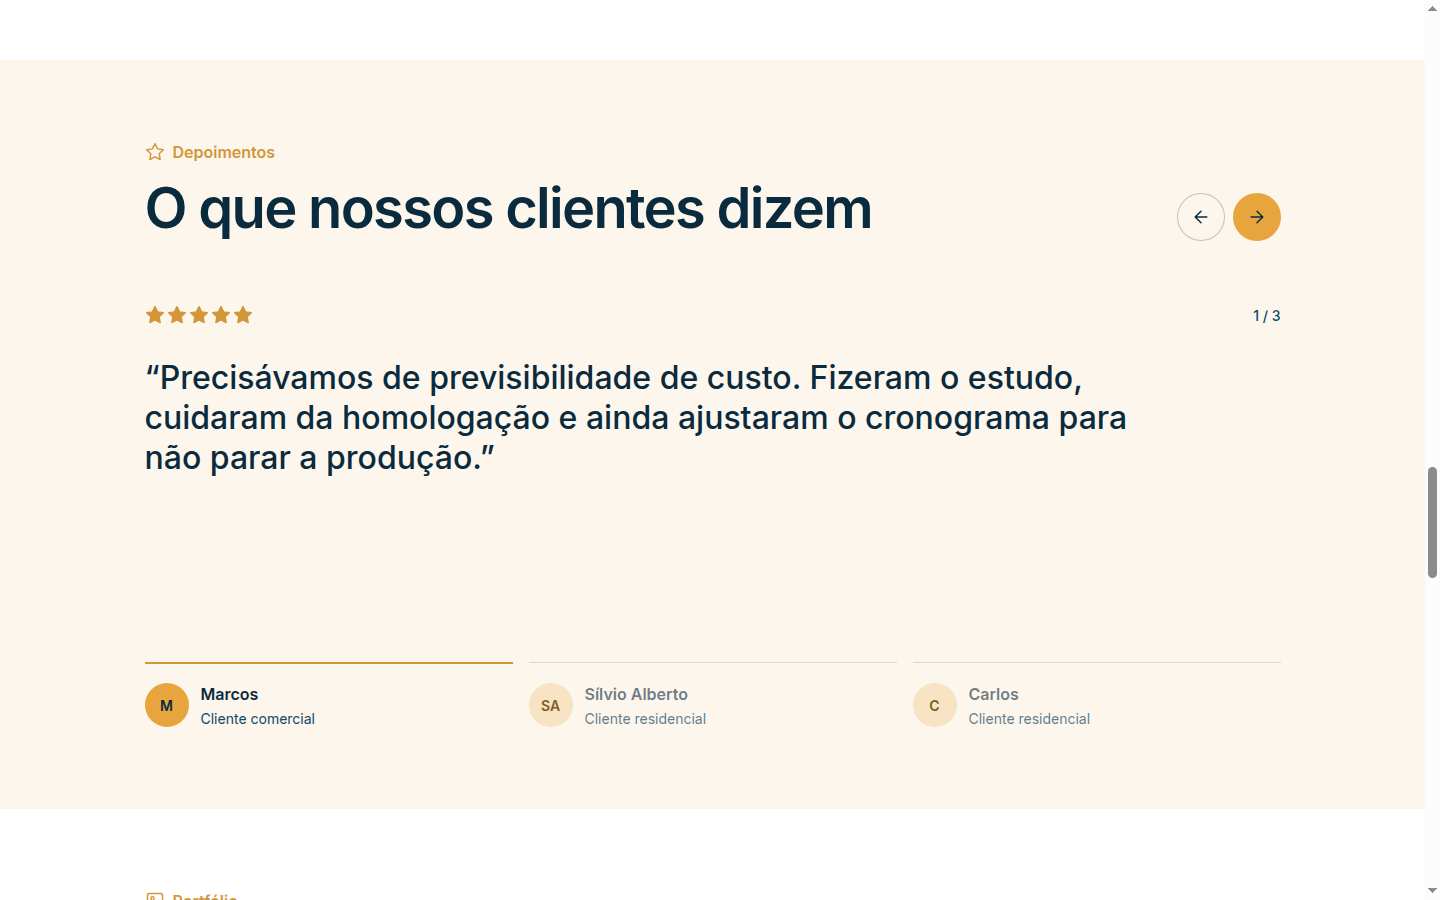 Depoimentos
O que nossos clientes dizem
1 / 3
“Precisávamos de previsibilidade de custo. Fizeram o estudo,
cuidaram da homologação e ainda ajustaram o cronograma para
não parar a produção.”
M
Marcos
Cliente comercial
SA
Sílvio Alberto
Cliente residencial
C
Carlos
Cliente residencial
Portfólio